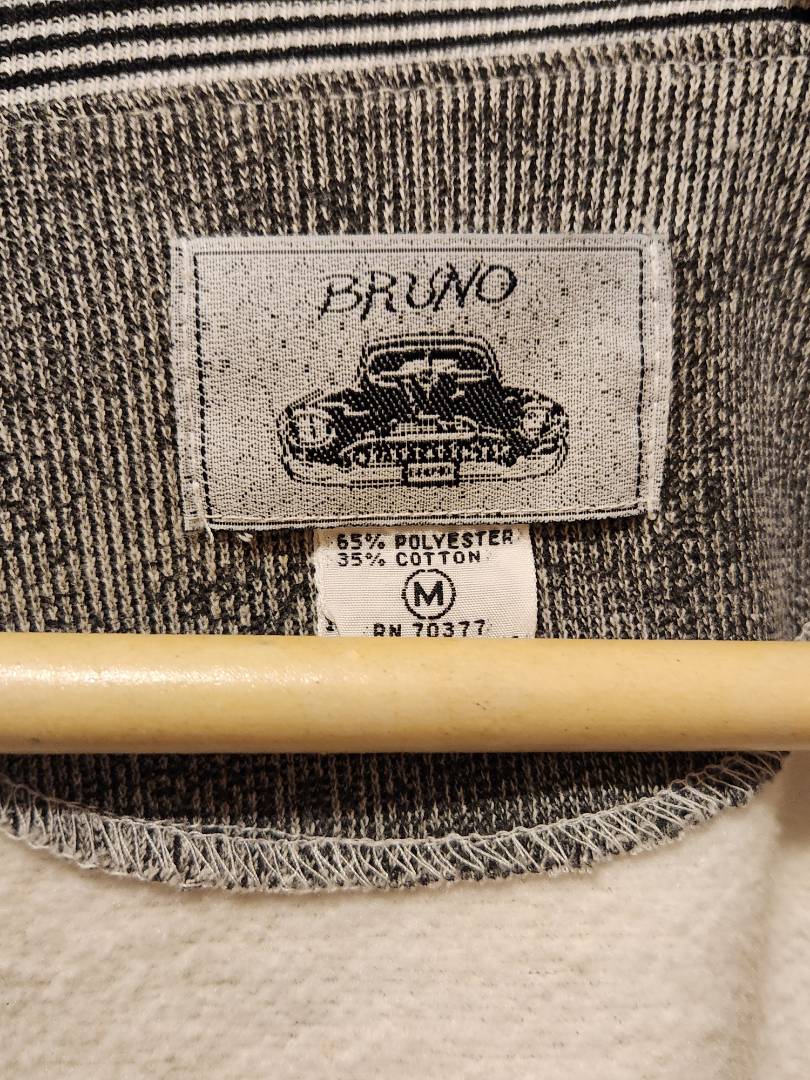 BRUNO
65% POLYESTER
35% COTTON
M
RN 70377